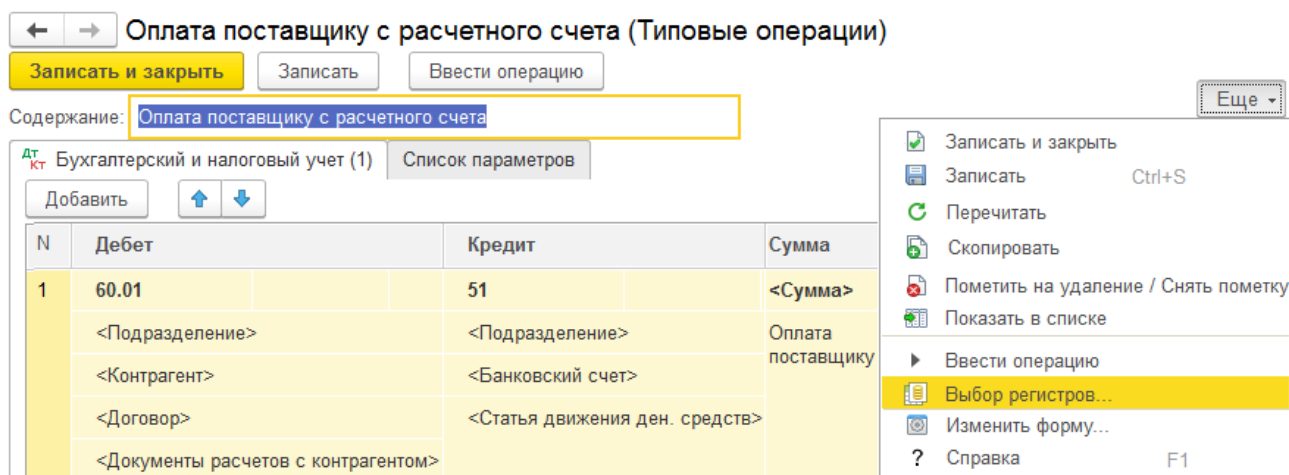 Оплата поставщику с расчетного счета (Типовые операции)
Записать и закрыть Записать Ввести операцию
Еще
Содержание: Оплата поставщику с расчетного счета
Дт Кт Бухгалтерский и налоговый учет (1) Список параметров
Добавить
N Дебет Кредит Сумма
1 60.01 51 <Сумма>
<Подразделение> <Подразделение> Оплата
поставщику
<Контрагент> <Банковский счет>
<Договор> <Статья движения ден. средств>
<Документы расчетов с контрагентом>
Записать и закрыть
Записать Ctrl+S
Перечитать
Скопировать
Пометить на удаление / Снять пометку
Показать в списке
Ввести операцию
Выбор регистров...
Изменить форму...
? Справка F1